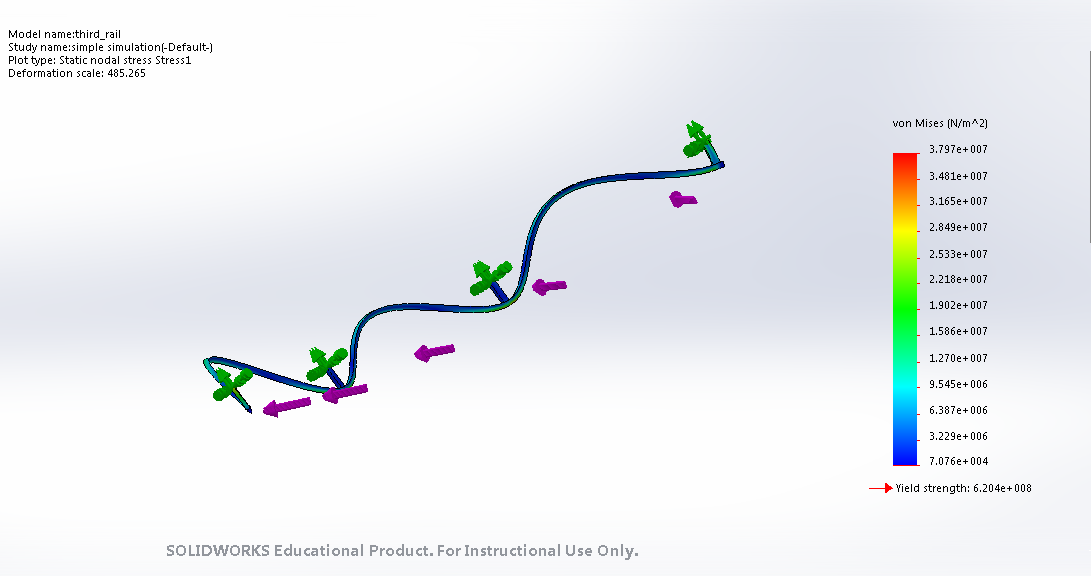 Model name:third_rail
Study name:simple simulation(-Default-)
Plot type: Static nodal stress Stress1
Deformation scale: 485.265
von Mises (N/m^2)
3.797e+007
3.481e+007
3.165e+007
2.849e+007
2.533e+007
2.218e+007
1.902e+007
1.586e+007
1.270e+007
9.545e+006
6.387e+006
3.229e+006
7.076e+004
Yield strength: 6.204e+008
SOLIDWORKS Educational Product. For Instructional Use Only.